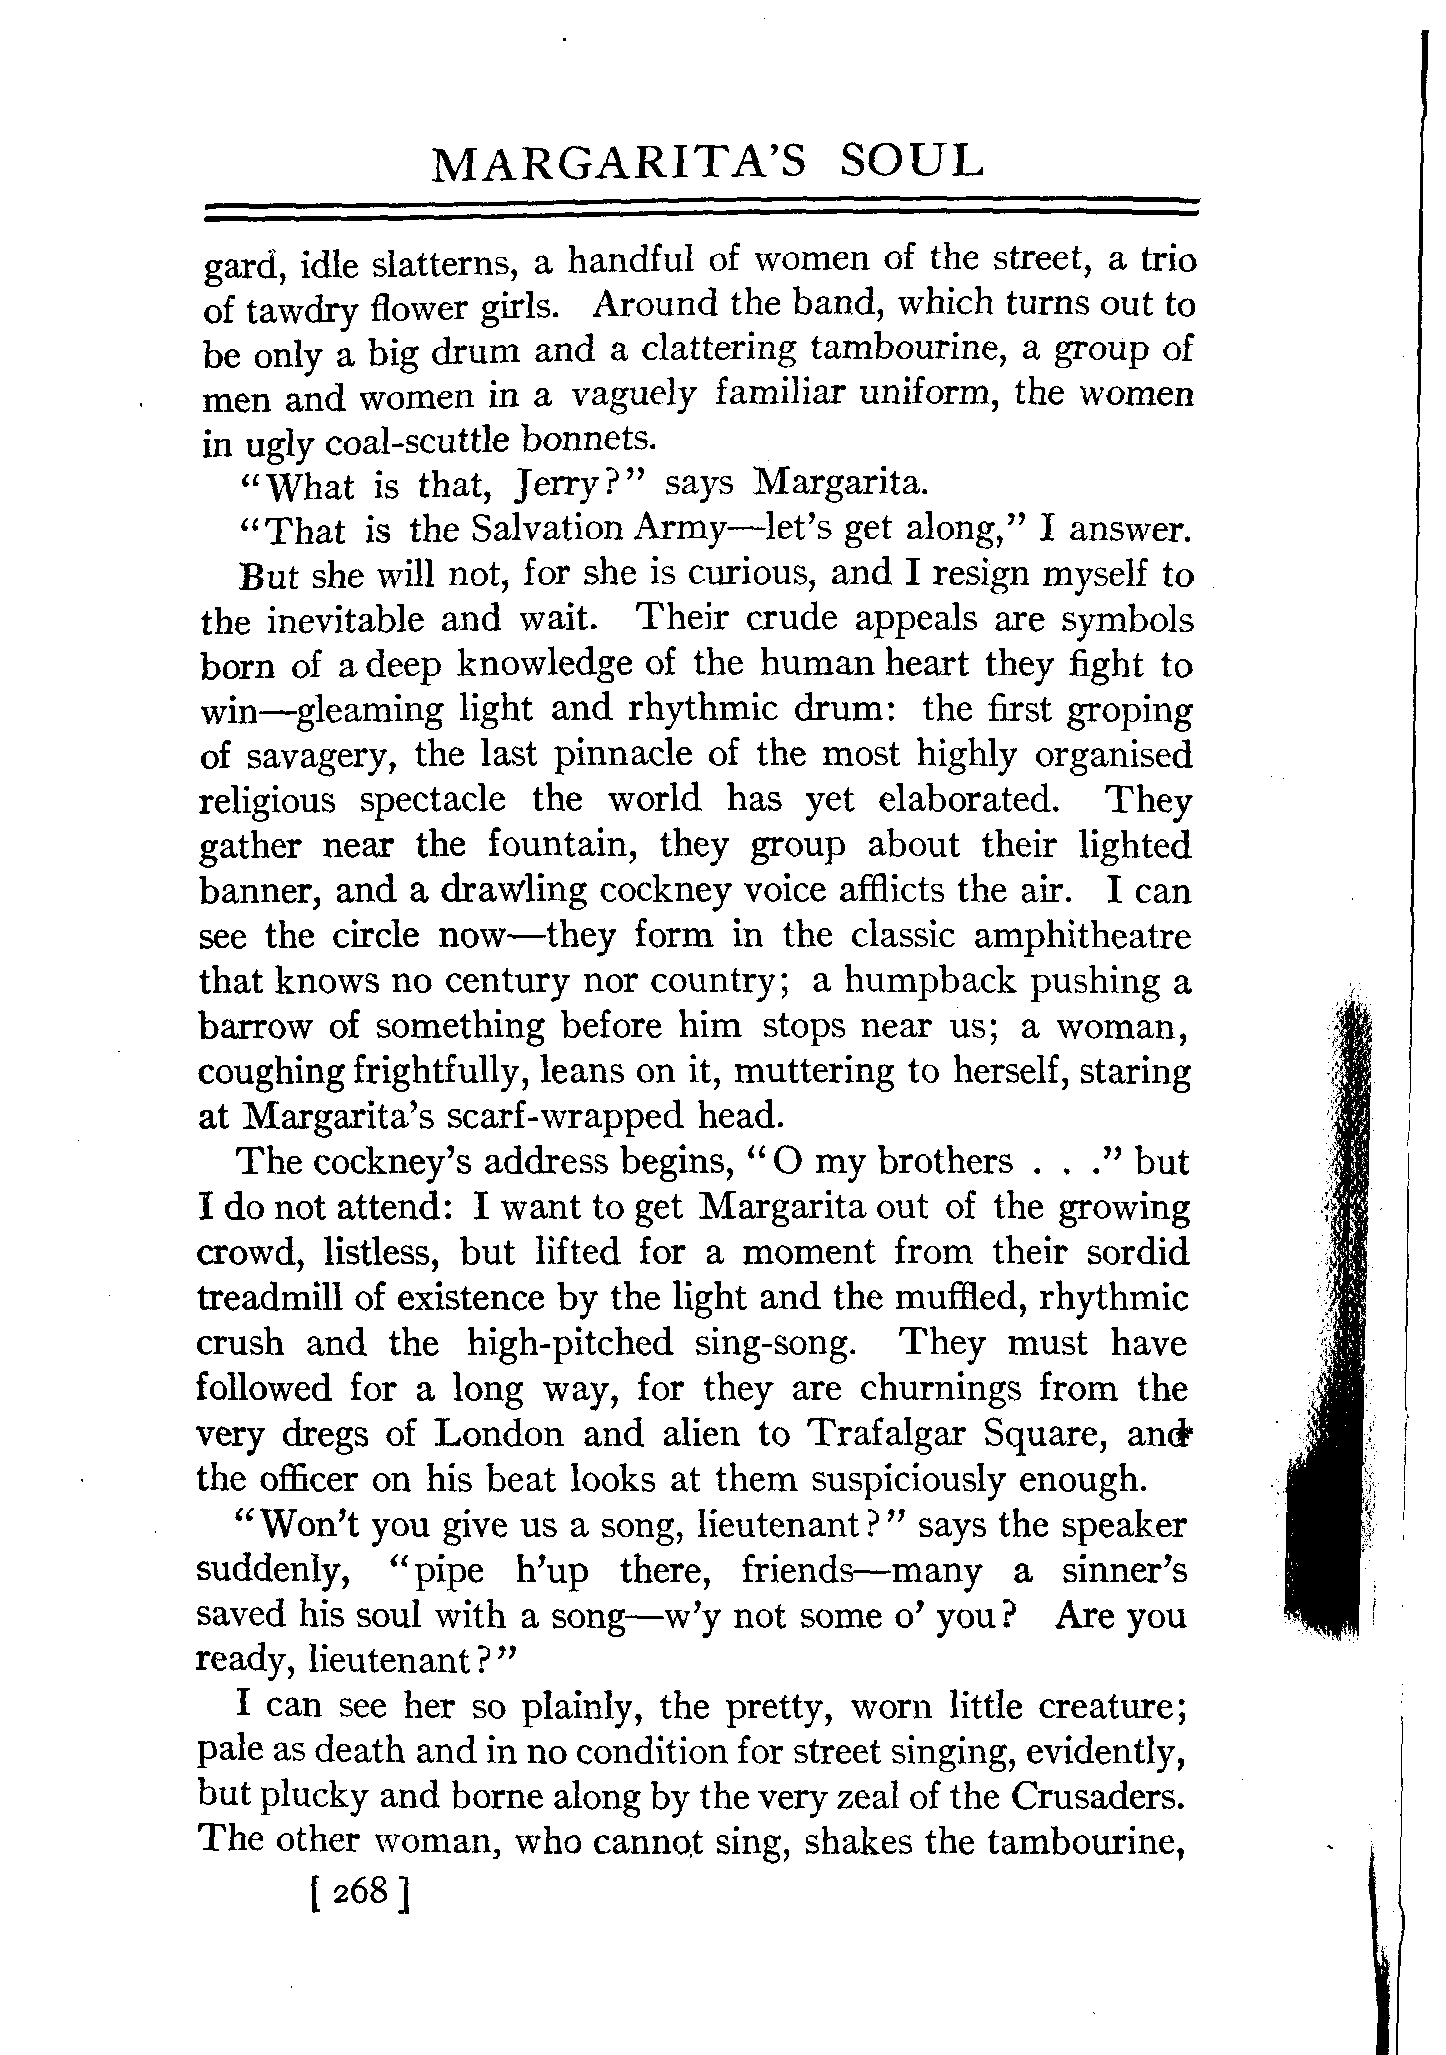 MARGARITA'S SOUL
gard, idle slatterns, a handful of women of the street, a trio
of tawdry flower girls. Around the band, which turns out to
be only a big drum and a clattering tambourine, a group of
men and women in a vaguely familiar uniform, the women
in ugly coal-scuttle bonnets.
"What is that, Jerry?" says Margarita.
"That is the Salvation Army—let's get along," I answer.
But she will not, for she is curious, and I resign myself to
the inevitable and wait. Their crude appeals are symbols
born of a deep knowledge of the human heart they fight to
win—gleaming light and rhythmic drum: the first groping
of savagery, the last pinnacle of the most highly organised
religious spectacle the world has yet elaborated. They
gather near the fountain, they group about their lighted
banner, and a drawling cockney voice afflicts the air. I can
see the circle now—they form in the classic amphitheatre
that knows no century nor country; a humpback pushing a
barrow of something before him stops near us; a woman,
coughing frightfully, leans on it, muttering to herself, staring
at Margarita's scarf-wrapped head.
The cockney's address begins, "O my brothers . . ." but
I do not attend: I want to get Margarita out of the growing
crowd, listless, but lifted for a moment from their sordid
treadmill of existence by the light and the muffled, rhythmic
crush and the high-pitched sing-song. They must have
followed for a long way, for they are churnings from the
very dregs of London and alien to Trafalgar Square, and
the officer on his beat looks at them suspiciously enough.
"Won't you give us a song, lieutenant?" says the speaker
suddenly, "pipe h'up there, friends—many a sinner's
saved his soul with a song—w'y not some o' you? Are you
ready, lieutenant?"
I can see her so plainly, the pretty, worn little creature;
pale as death and in no condition for street singing, evidently,
but plucky and borne along by the very zeal of the Crusaders.
The other woman, who cannot sing, shakes the tambourine,
[ 268 ]